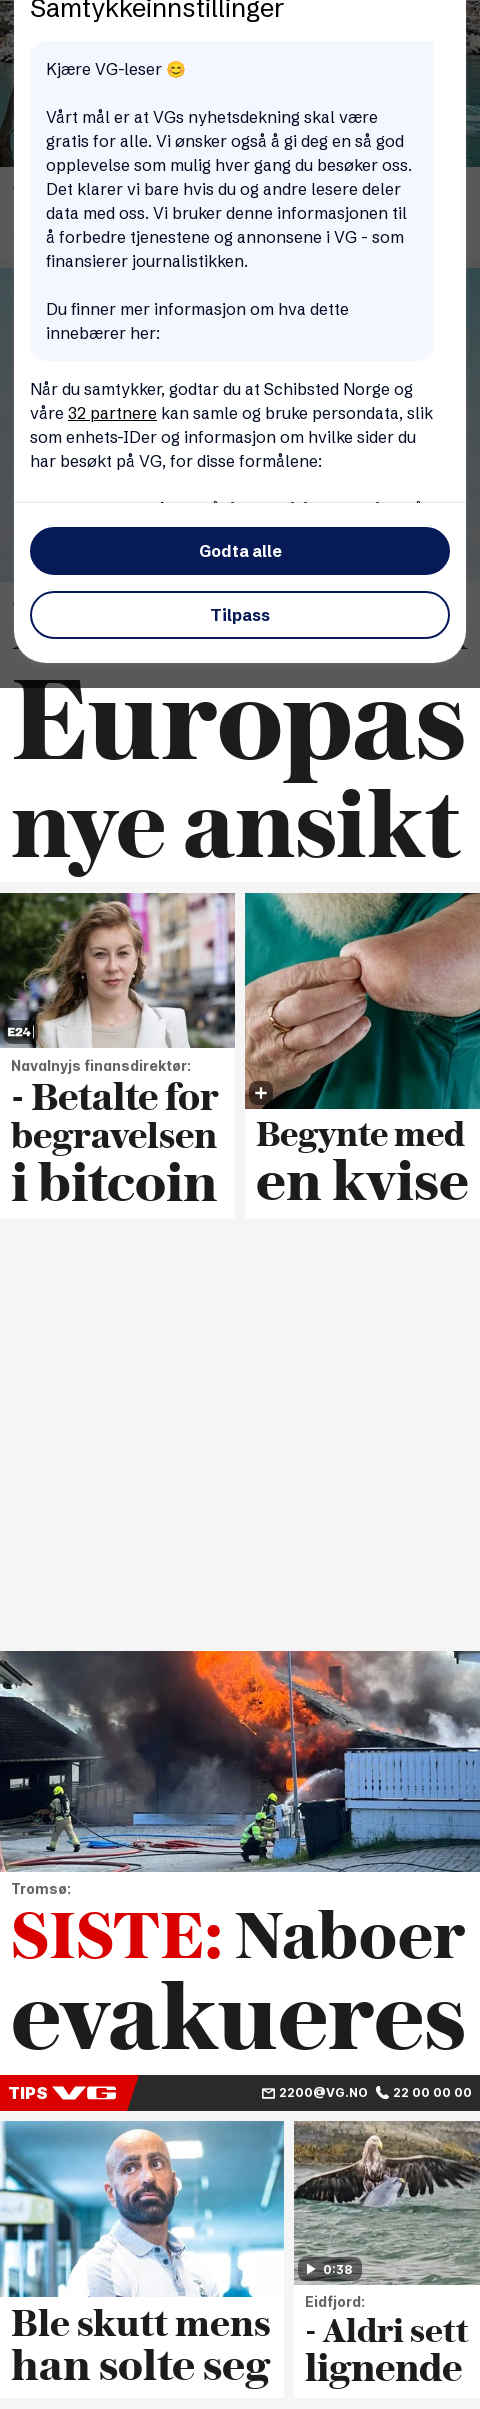 Samtykkeinnstillinger
Kjære VG-leser 😊
Vårt mål er at VGs nyhetsdekning skal være
gratis for alle. Vi ønsker også å gi deg en så god
opplevelse som mulig hver gang du besøker oss.
Det klarer vi bare hvis du og andre lesere deler
data med oss. Vi bruker denne informasjonen til
å forbedre tjenestene og annonsene i VG - som
finansierer journalistikken.
Du finner mer informasjon om hva dette
innebærer her:
Når du samtykker, godtar du at Schibsted Norge og
våre 32 partnere kan samle og bruke persondata, slik
som enhets-IDer og informasjon om hvilke sider du
har besøkt på VG, for disse formålene:
Godta alle
Tilpass
Europas
nye ansikt
E24
Navalnyjs finansdirektør:
- Betalte for
begravelsen
i bitcoin
Begynte med
en kvise
Tromsø:
SISTE: Naboer
evakueres
TIPS VG
2200@VG.NO 22 00 00 00
Ble skutt mens
han solte seg
0:38
Eidfjord:
- Aldri sett
lignende